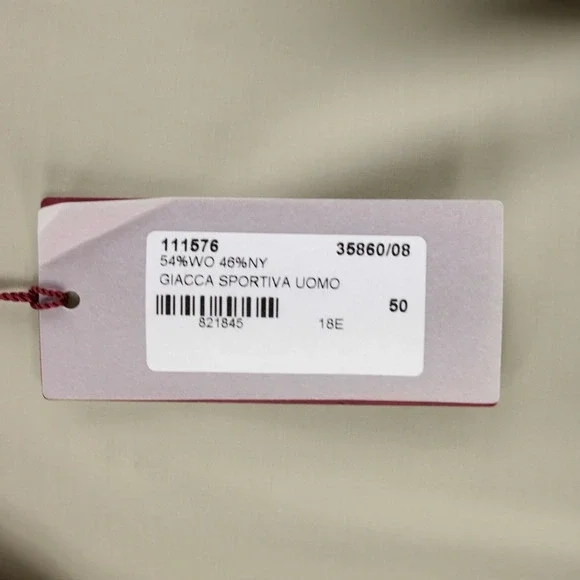 111576 35860/08
54%WO 46%NY
GIACCA SPORTIVA UOMO
50
821845 18E